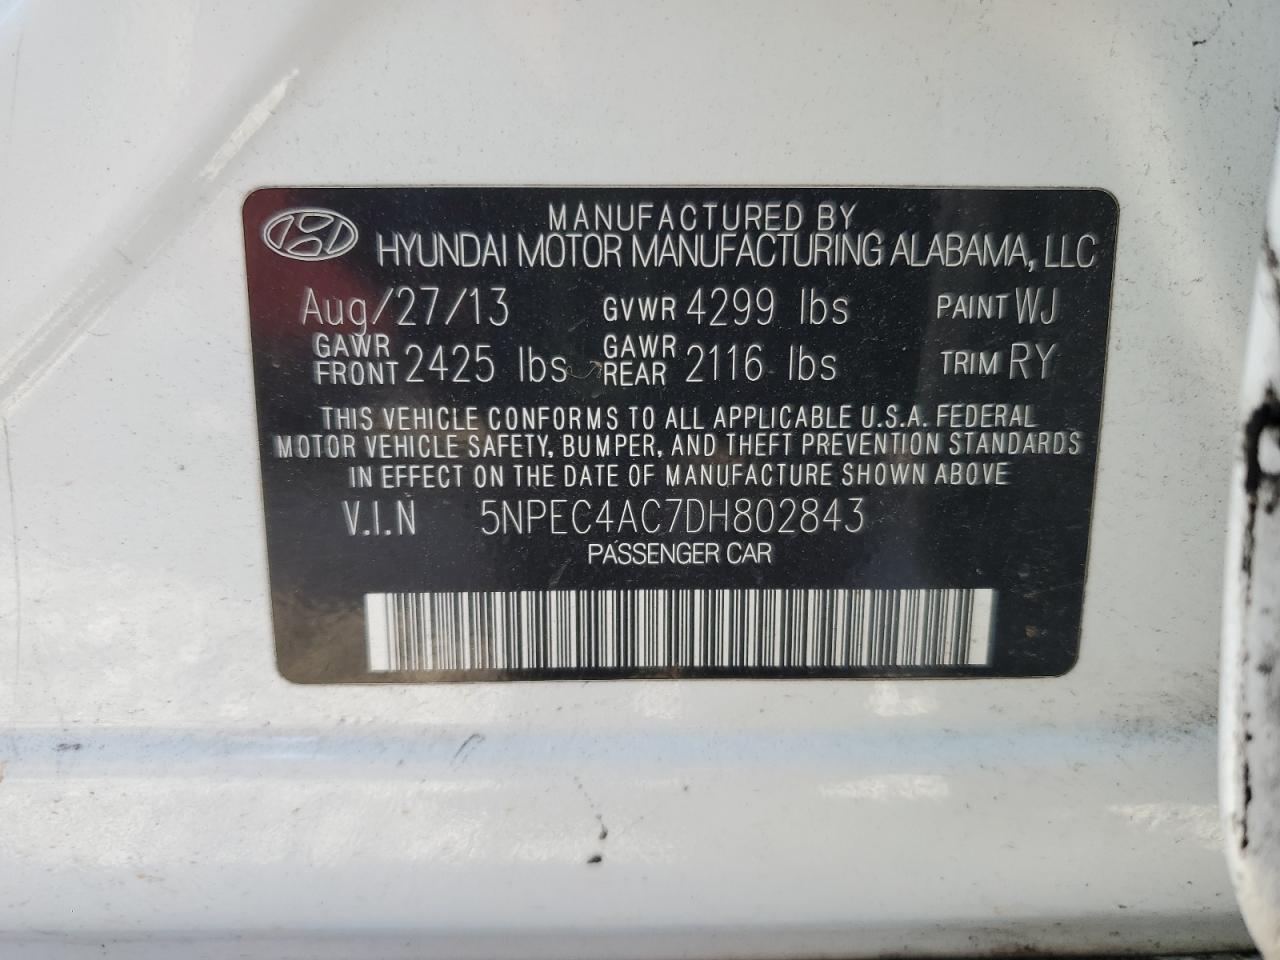 MANUFACTURED BY
HYUNDAI MOTOR MANUFACTURING ALABAMA, LLC
Aug/27/13 GVWR 4299 lbs PAINT WJ
GAWR FRONT 2425 lbs GAWR REAR 2116 lbs TRIM RY
THIS VEHICLE CONFORMS TO ALL APPLICABLE U.S.A. FEDERAL
MOTOR VEHICLE SAFETY, BUMPER, AND THEFT PREVENTION STANDARDS
IN EFFECT ON THE DATE OF MANUFACTURE SHOWN ABOVE
V.I.N 5NPEC4AC7DH802843
PASSENGER CAR